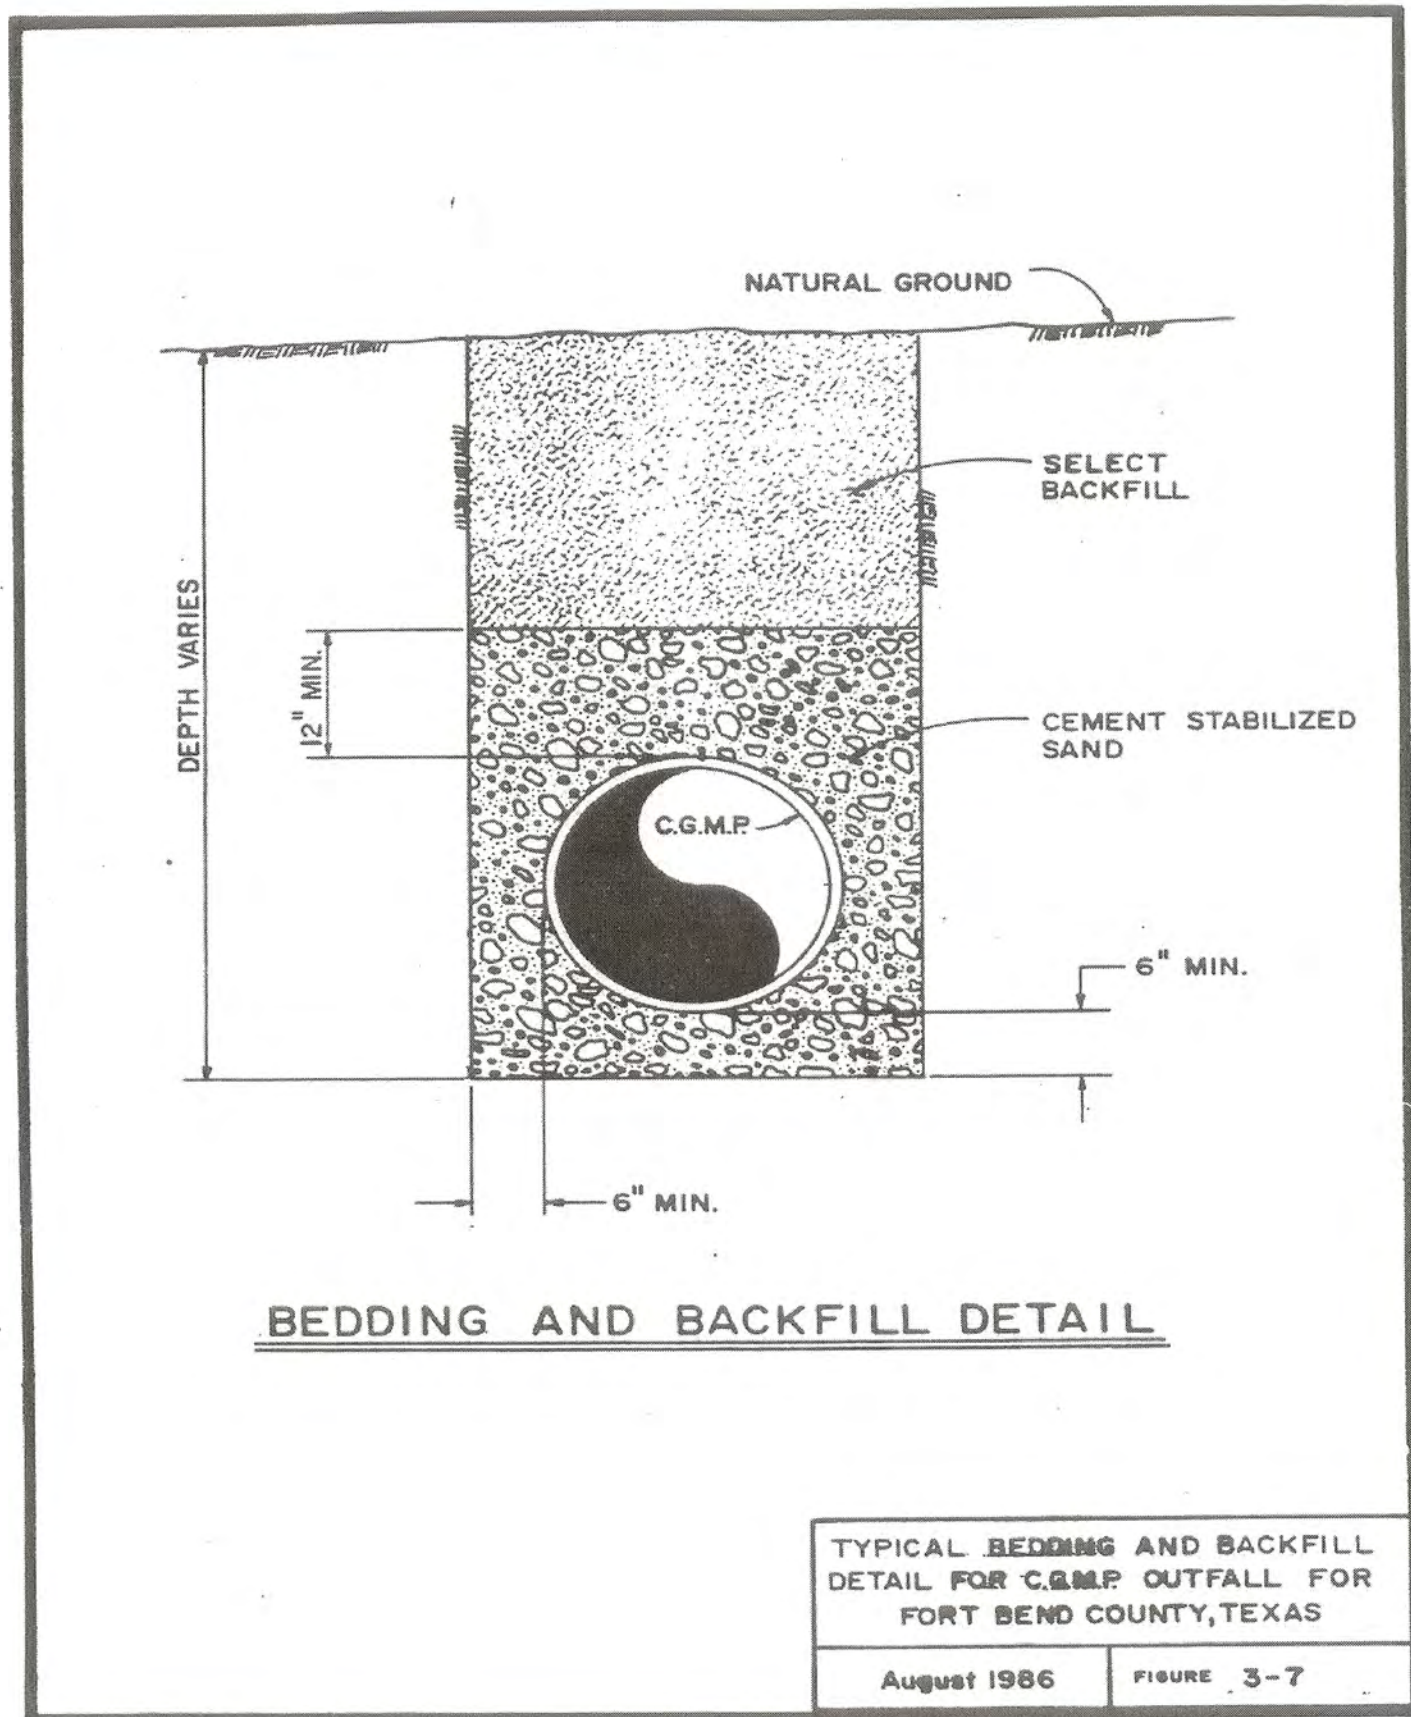 NATURAL GROUND
SELECT
BACKFILL
DEPTH VARIES
12" MIN.
CEMENT STABILIZED
SAND
C.G.M.P.
6" MIN.
6" MIN.
BEDDING AND BACKFILL DETAIL
TYPICAL BEDDING AND BACKFILL
DETAIL FOR C.G.M.P. OUTFALL FOR
FORT BEND COUNTY, TEXAS
August 1986
FIGURE 3-7